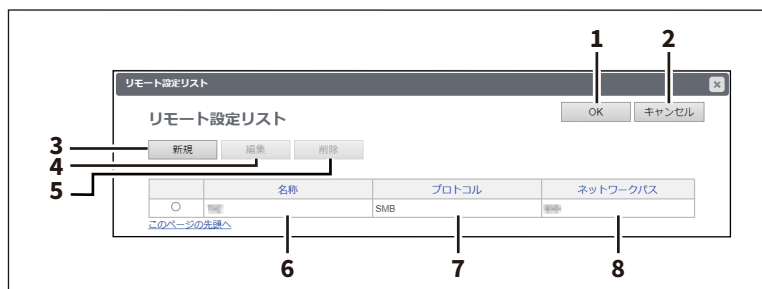 1 2
リモート設定リスト
リモート設定リスト
OK キャンセル
3 新規 編集 削除
4
5
名称 プロトコル ネットワークパス
SMB
このページの先頭へ
6 7 8